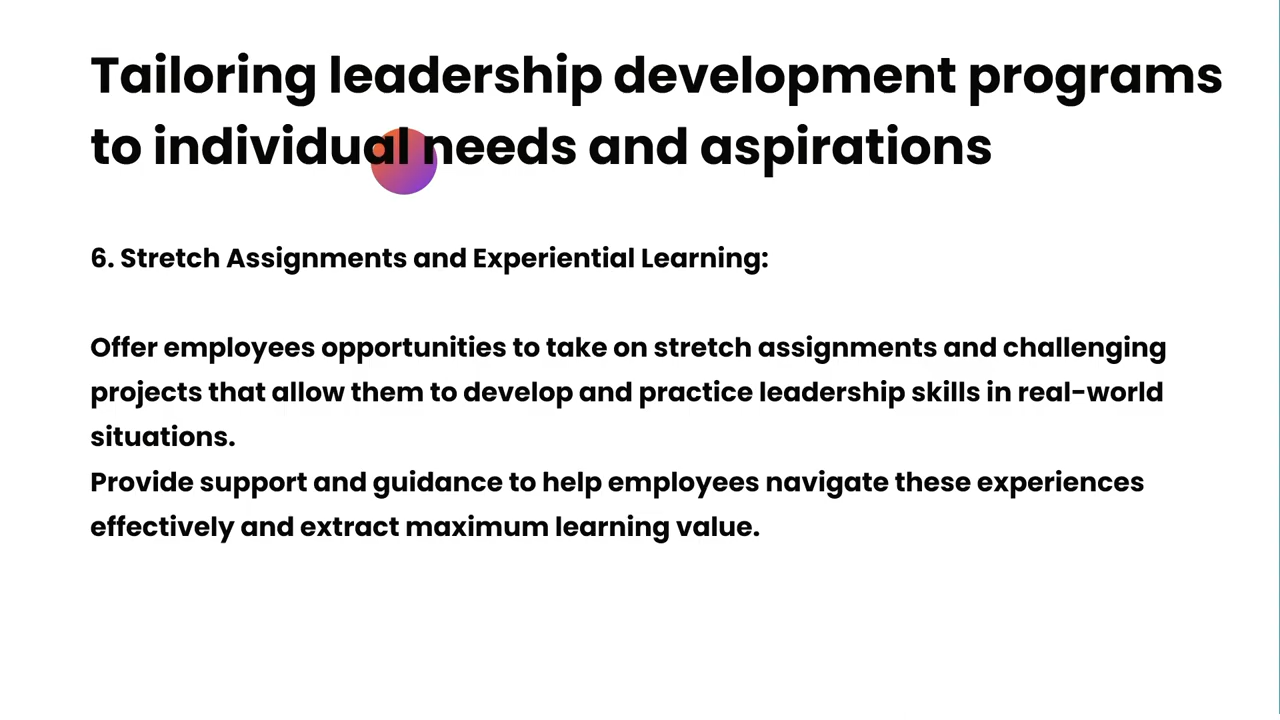 Tailoring leadership development programs
to individual needs and aspirations
6. Stretch Assignments and Experiential Learning:
Offer employees opportunities to take on stretch assignments and challenging
projects that allow them to develop and practice leadership skills in real-world
situations.
Provide support and guidance to help employees navigate these experiences
effectively and extract maximum learning value.